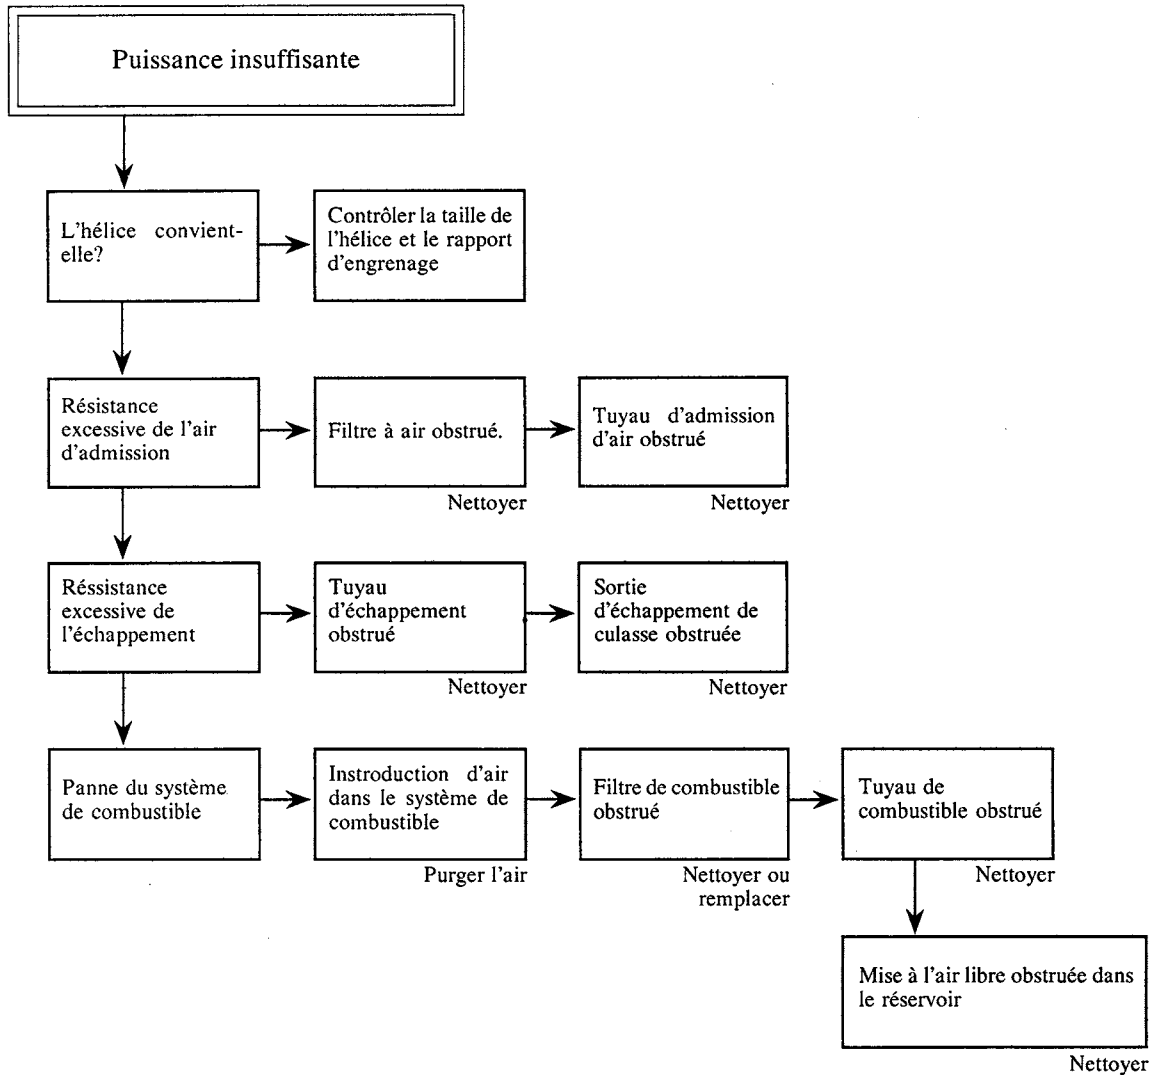 Puissance insuffisante
L'hélice convient-
elle?
Contrôler la taille de
l'hélice et le rapport
d'engrenage
Résistance
excessive de l'air
d'admission
Filtre à air obstrué.
Nettoyer
Tuyau d'admission
d'air obstrué
Nettoyer
Réssistance
excessive de
l'échappement
Tuyau
d'échappement
obstrué
Nettoyer
Sortie
d'échappement de
culasse obstruée
Nettoyer
Panne du système
de combustible
Instroduction d'air
dans le système de
combustible
Purger l'air
Filtre de combustible
obstrué
Nettoyer ou
remplacer
Tuyau de
combustible obstrué
Nettoyer
Mise à l'air libre obstruée dans
le réservoir
Nettoyer